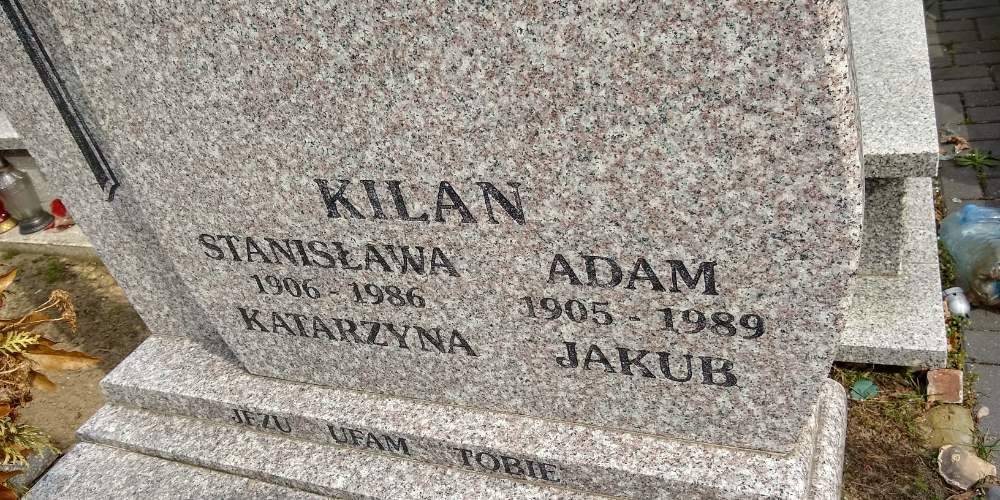 KILAN
STANISŁAWA
1906 - 1986
KATARZYNA
ADAM
1905 - 1989
JAKUB
JEZU UFAM TOBIE